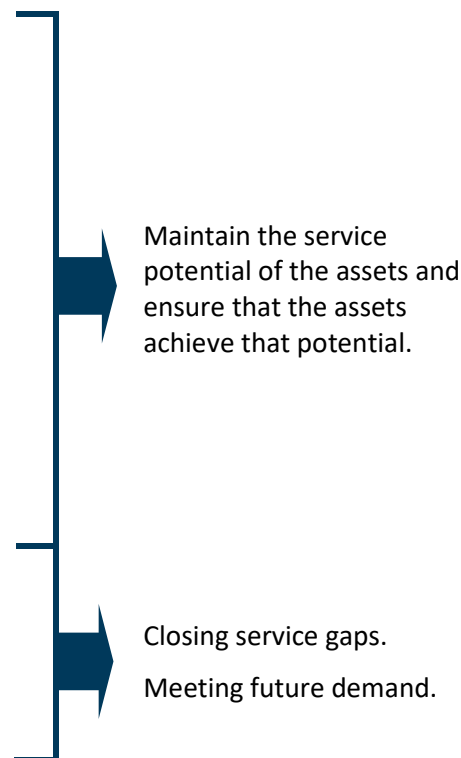 Maintain the service
potential of the assets and
ensure that the assets
achieve that potential.
Closing service gaps.
Meeting future demand.